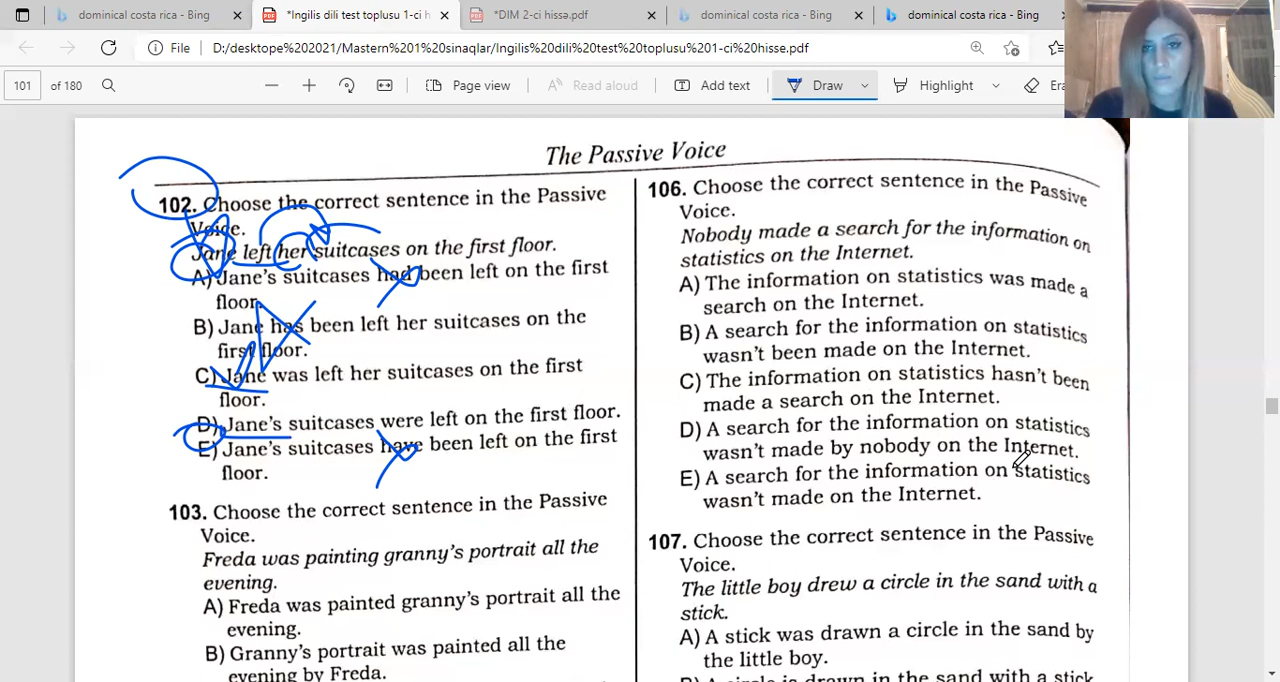 dominical costa rica - Bing
*Ingilis dili test toplusu 1-ci h
*DIM 2-ci hissə.pdf
dominical costa rica - Bing
dominical costa rica - Bing
File
D:/desktope%202021/Mastern%201%20sinaqlar/Ingilis%20dili%20test%20toplusu%201-ci%20hisse.pdf
101 of 180
Page view
Read aloud
Add text
Draw
Highlight
Era
The Passive Voice
102. Choose the correct sentence in the Passive
Voice.
Jane left her suitcases on the first floor.
A) Jane's suitcases had been left on the first
floor.
B) Jane has been left her suitcases on the
first floor.
C) Jane was left her suitcases on the first
floor.
D) Jane's suitcases were left on the first floor.
E) Jane's suitcases have been left on the first
floor.
103. Choose the correct sentence in the Passive
Voice.
Freda was painting granny's portrait all the
evening.
A) Freda was painted granny's portrait all the
evening.
B) Granny's portrait was painted all the
evening by Freda.
106. Choose the correct sentence in the Passive
Voice.
Nobody made a search for the information on
statistics on the Internet.
A) The information on statistics was made a
search on the Internet.
B) A search for the information on statistics
wasn't been made on the Internet.
C) The information on statistics hasn't been
made a search on the Internet.
D) A search for the information on statistics
wasn't made by nobody on the Internet.
E) A search for the information on statistics
wasn't made on the Internet.
107. Choose the correct sentence in the Passive
Voice.
The little boy drew a circle in the sand with a
stick.
A) A stick was drawn a circle in the sand by
the little boy.
B) A circle is drawn in the sand with a stick